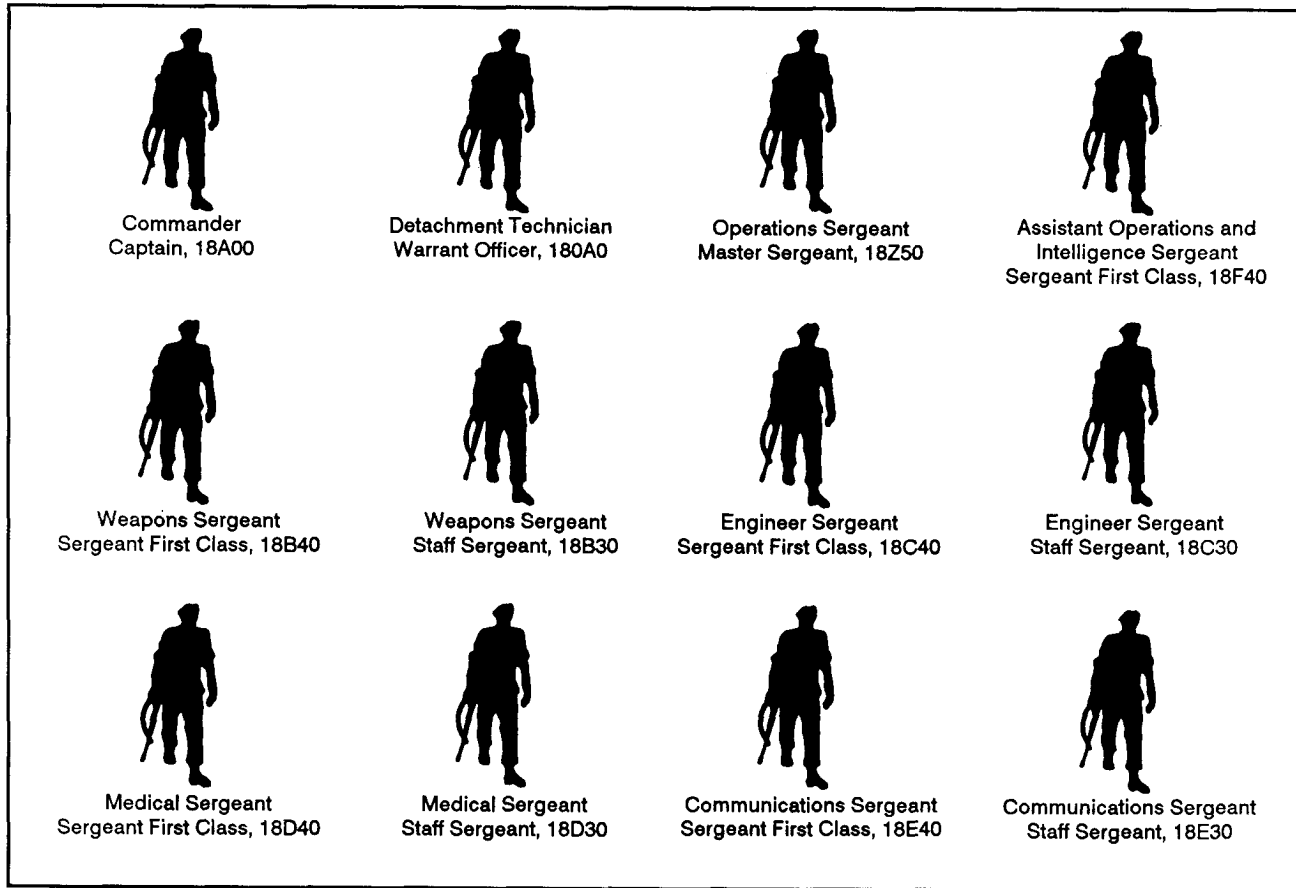 Commander
Captain, 18A00
Detachment Technician
Warrant Officer, 180A0
Operations Sergeant
Master Sergeant, 18Z50
Assistant Operations and
Intelligence Sergeant
Sergeant First Class, 18F40
Weapons Sergeant
Sergeant First Class, 18B40
Weapons Sergeant
Staff Sergeant, 18B30
Engineer Sergeant
Sergeant First Class, 18C40
Engineer Sergeant
Staff Sergeant, 18C30
Medical Sergeant
Sergeant First Class, 18D40
Medical Sergeant
Staff Sergeant, 18D30
Communications Sergeant
Sergeant First Class, 18E40
Communications Sergeant
Staff Sergeant, 18E30